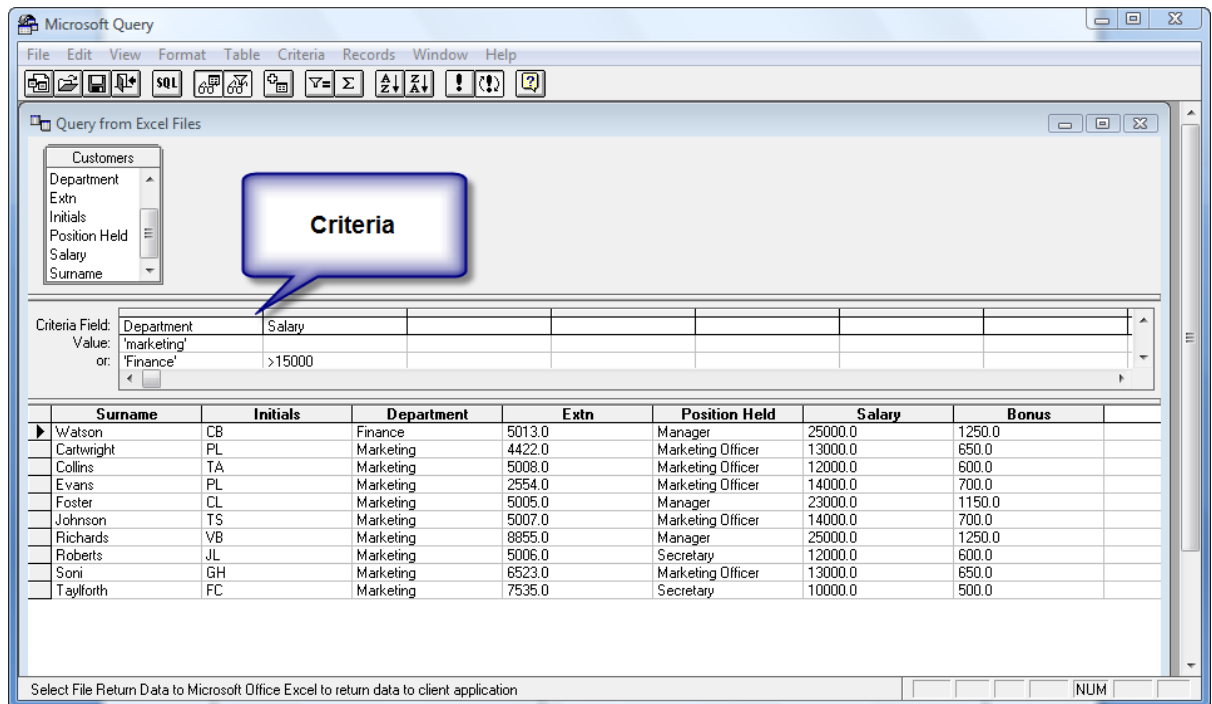 Microsoft Query
File Edit View Format Table Criteria Records Window Help
SQL
Query from Excel Files
Customers
Department
Extn
Initials
Position Held
Salary
Surname
Criteria
Criteria Field: Department Salary
Value: 'marketing'
or: 'Finance' >15000
Surname Initials Department Extn Position Held Salary Bonus
Watson CB Finance 5013.0 Manager 25000.0 1250.0
Cartwright PL Marketing 4422.0 Marketing Officer 13000.0 650.0
Collins TA Marketing 5008.0 Marketing Officer 12000.0 600.0
Evans PL Marketing 2554.0 Marketing Officer 14000.0 700.0
Foster CL Marketing 5005.0 Manager 23000.0 1150.0
Johnson TS Marketing 5007.0 Marketing Officer 14000.0 700.0
Richards VB Marketing 8855.0 Manager 25000.0 1250.0
Roberts JL Marketing 5006.0 Secretary 12000.0 600.0
Soni GH Marketing 6523.0 Marketing Officer 13000.0 650.0
Taylforth FC Marketing 7535.0 Secretary 10000.0 500.0
Select File Return Data to Microsoft Office Excel to return data to client application NUM